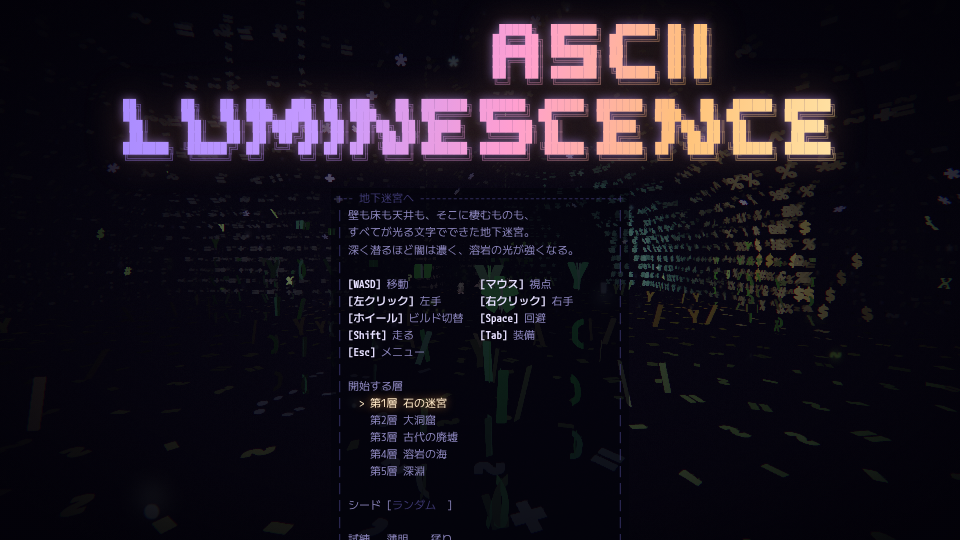 ASCII
LUMINESCENCE
地下迷宮へ
壁も床も天井も、そこに棲むものも、
すべてが光る文字でできた地下迷宮。
深く潜るほど闇は濃く、溶岩の光が強くなる。
[WASD] 移動 [マウス] 視点
[左クリック] 左手 [右クリック] 右手
[ホイール] ビルド切替 [Space] 回避
[Shift] 走る [Tab] 装備
[Esc] メニュー
開始する層
> 第1層 石の迷宮
第2層 大洞窟
第3層 古代の廃墟
第4層 溶岩の海
第5層 深淵
シード [ランダム ]
試練 薄明 猛り